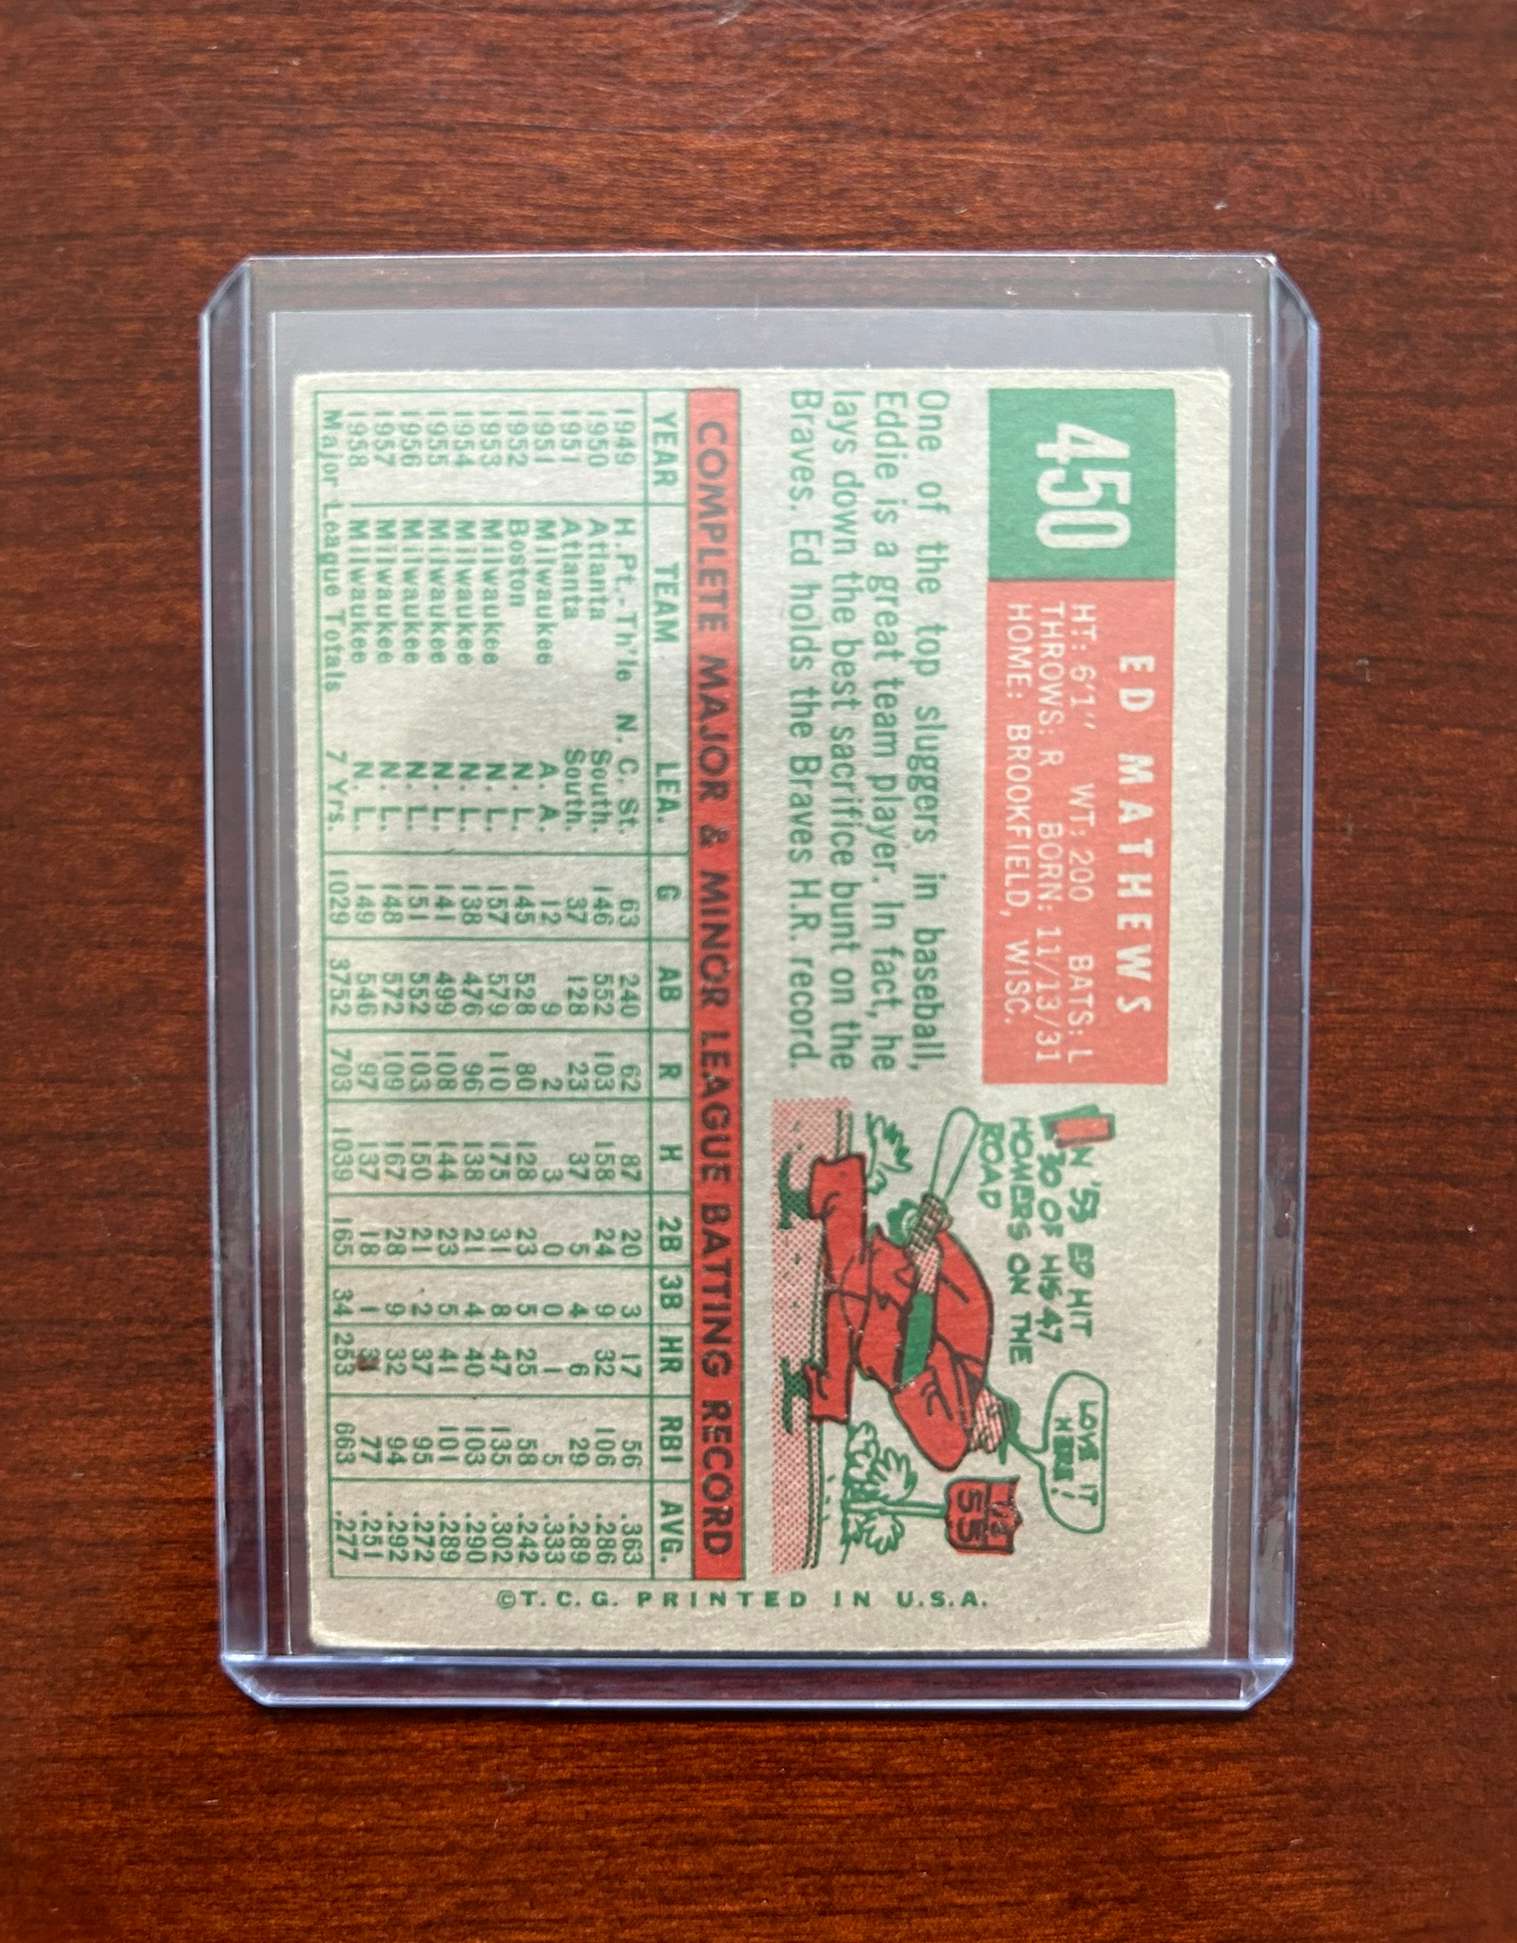 450
ED MATHEWS
HT: 6'1" WT: 200 BATS: L
THROWS: R BORN: 11/13/31
HOME: BROOKFIELD, WISC.
One of the top sluggers in baseball,
Eddie is a great team player. In fact, he
lays down the best sacrifice bunt on the
Braves. Ed holds the Braves H.R. record.
IN '53 ED HIT
30 OF HIS 47
HOMERS ON THE
ROAD
LOVE IT
HERE!
U.S.
55
COMPLETE MAJOR & MINOR LEAGUE BATTING RECORD
YEAR TEAM LEA. G AB R H 2B 3B HR RBI AVG.
1949 H. Pt.-Th'le N. C. St. 63 240 62 87 20 3 17 56 .363
1950 Atlanta South. 146 552 103 158 24 9 32 106 .286
1951 Atlanta South. 37 128 23 37 5 4 6 29 .289
1951 Milwaukee A. A. 12 9 2 3 0 0 1 5 .333
1952 Boston N. L. 145 528 80 128 23 5 25 58 .242
1953 Milwaukee N. L. 157 579 110 175 31 8 47 135 .302
1954 Milwaukee N. L. 138 476 96 138 21 4 40 103 .290
1955 Milwaukee N. L. 141 499 108 144 23 5 41 101 .289
1956 Milwaukee N. L. 151 552 103 150 21 2 37 95 .272
1957 Milwaukee N. L. 148 572 109 167 28 9 32 94 .292
1958 Milwaukee N. L. 149 546 97 137 18 1 77 .251
Major League Totals 7 Yrs. 1029 3752 703 1039 165 34 253 663 .277
©T. C. G. PRINTED IN U.S.A.